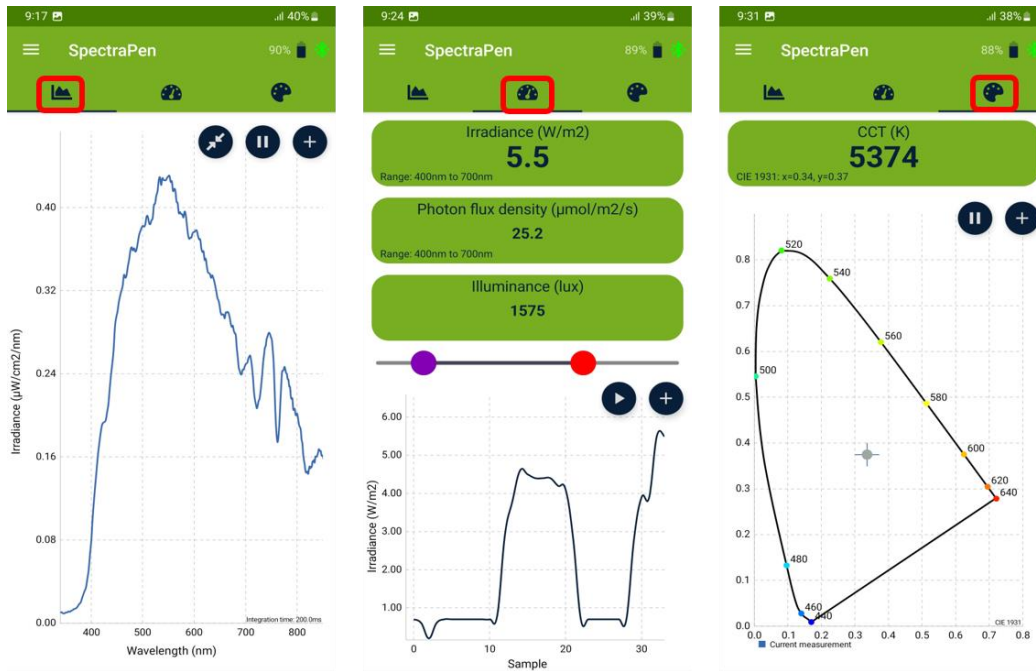 9:17
40%
SpectraPen
90%
0.40
0.32
0.24
0.16
0.08
0.00
Irradiance (µW/cm2/nm)
400 500 600 700 800
Integration time: 200.0ms
Wavelength (nm)
9:24
39%
SpectraPen
89%
Irradiance (W/m2)
5.5
Range: 400nm to 700nm
Photon flux density (µmol/m2/s)
25.2
Range: 400nm to 700nm
Illuminance (lux)
1575
6.00
5.00
4.00
3.00
2.00
1.00
Irradiance (W/m2)
0 10 20 30
Sample
9:31
38%
SpectraPen
88%
CCT (K)
5374
CIE 1931: x=0.34, y=0.37
0.8
0.7
0.6
0.5
0.4
0.3
0.2
0.1
0.0
520
540
560
500
580
600
620
640
480
460
440
CIE 1931
0.0 0.1 0.2 0.3 0.4 0.5 0.6 0.7 0.8
Current measurement